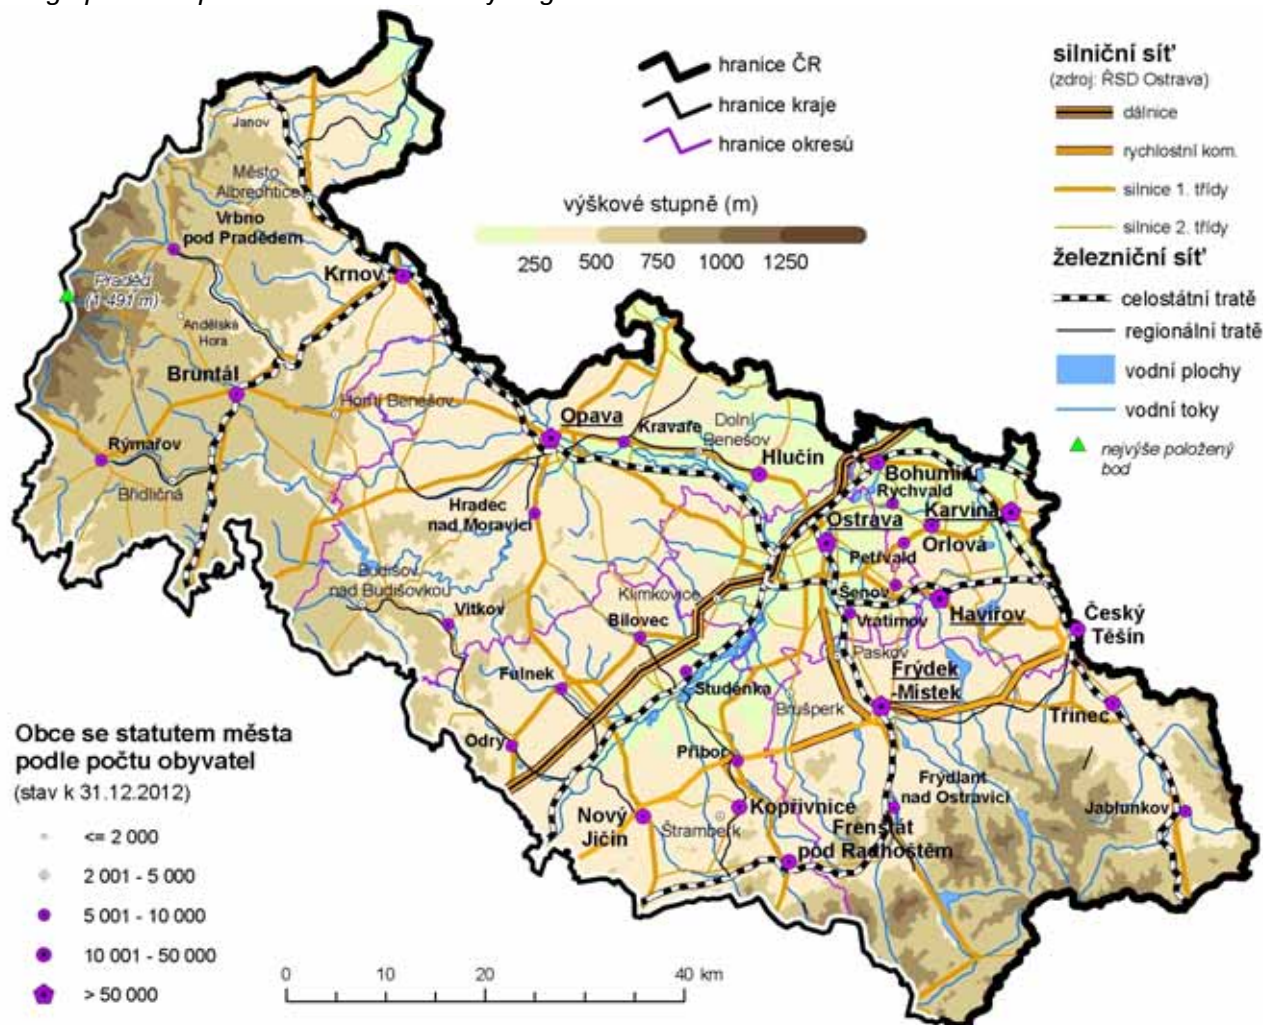 hranice ČR
hranice kraje
hranice okresů
výškové stupně (m)
250 500 750 1000 1250
silniční síť
(zdroj: ŘSD Ostrava)
dálnice
rychlostní kom.
silnice 1. třídy
silnice 2. třídy
železniční síť
celostátní tratě
regionální tratě
vodní plochy
vodní toky
nejvýše položený
bod
Janov
Město
Albrechtice
Vrbno
pod Pradědem
Krnov
Praděd
(1 491 m)
Andělská
Hora
Bruntál
Horní Benešov
Rýmařov
Břidličná
Opava
Kravaře
Dolní
Benešov
Hlučín
Hradec
nad Moravicí
Bohumín
Rychvald
Karviná
Ostrava
Orlová
Petřvald
Budišov
nad Budišovkou
Klimkovice
Šenov
Havířov
Vítkov
Bílovec
Vratimov
Český
Těšín
Paskov
Frýdek
-Místek
Fulnek
Studénka
Brušperk
Třinec
Odry
Příbor
Frýdlant
nad Ostravicí
Jablunkov
Nový
Jičín
Kopřivnice
Štramberk
Frenštát
pod Radhoštěm
Obce se statutem města
podle počtu obyvatel
(stav k 31.12.2012)
<= 2 000
2 001 - 5 000
5 001 - 10 000
10 001 - 50 000
> 50 000
0 10 20 40 km